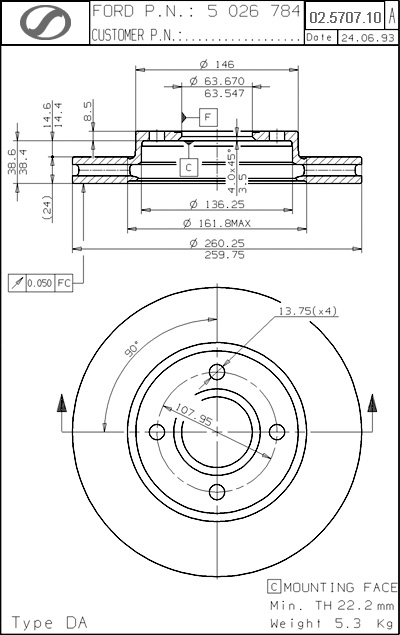 FORD P.N.: 5 026 784
02.5707.10 A
CUSTOMER P.N.:..................
Date 24.06.93
Ø 146
Ø 63.670
63.547
F
14.6
14.4
8.5
38.6
38.4
(24)
C
4.0x45°
3.5
Ø 136.25
Ø 161.8MAX
Ø 260.25
259.75
0.050 FC
13.75(x4)
90°
107.95
C MOUNTING FACE
Min. TH 22.2 mm
Type DA
Weight 5.3 Kg